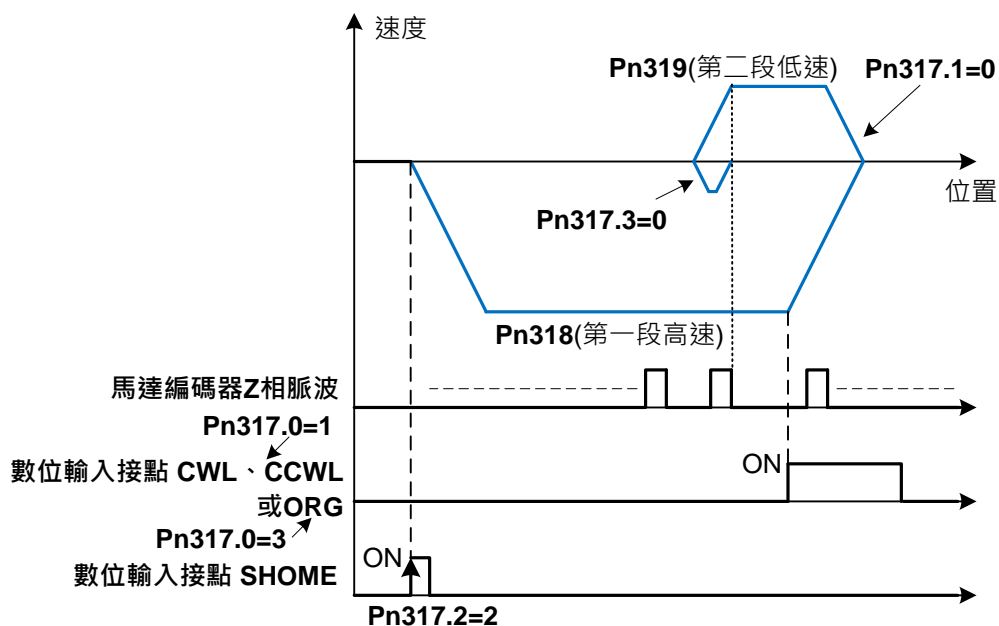 速度
Pn319(第二段低速)
Pn317.1=0
位置
Pn317.3=0
Pn318(第一段高速)
馬達編碼器Z相脈波
Pn317.0=1
數位輸入接點 CWL、CCWL
或ORG
ON
Pn317.0=3
ON
數位輸入接點 SHOME
Pn317.2=2